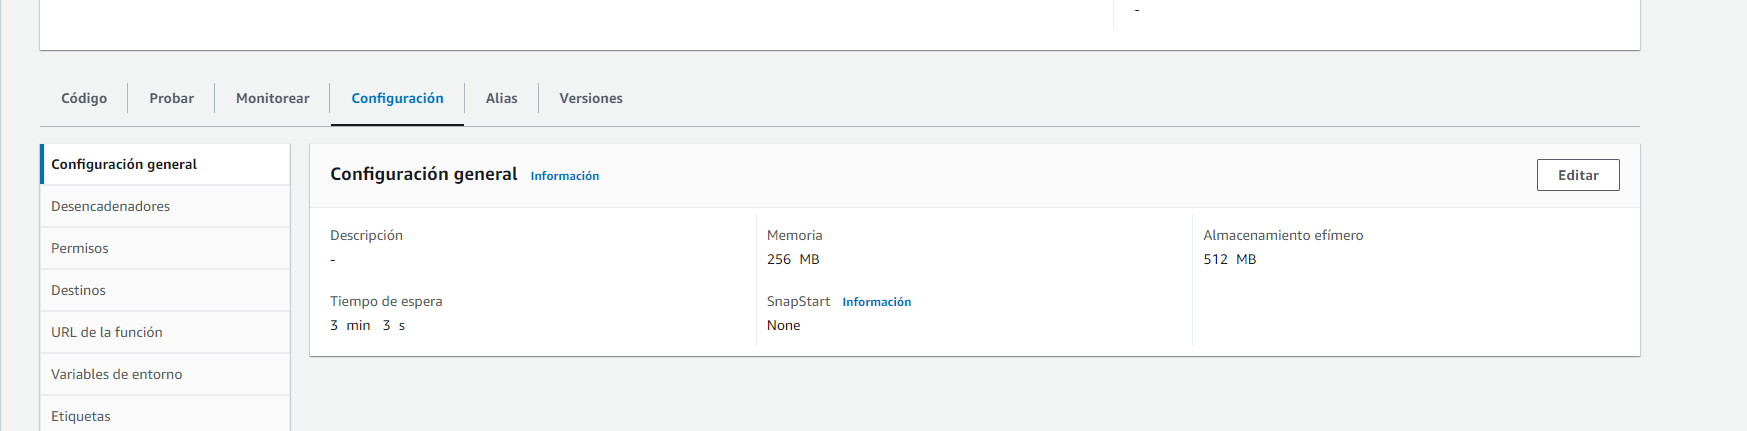 -
Código
Probar
Monitorear
Configuración
Alias
Versiones
Configuración general
Desencadenadores
Permisos
Destinos
URL de la función
Variables de entorno
Etiquetas
Configuración general Información
Editar
Descripción
-
Tiempo de espera
3 min 3 s
Memoria
256 MB
SnapStart Información
None
Almacenamiento efímero
512 MB